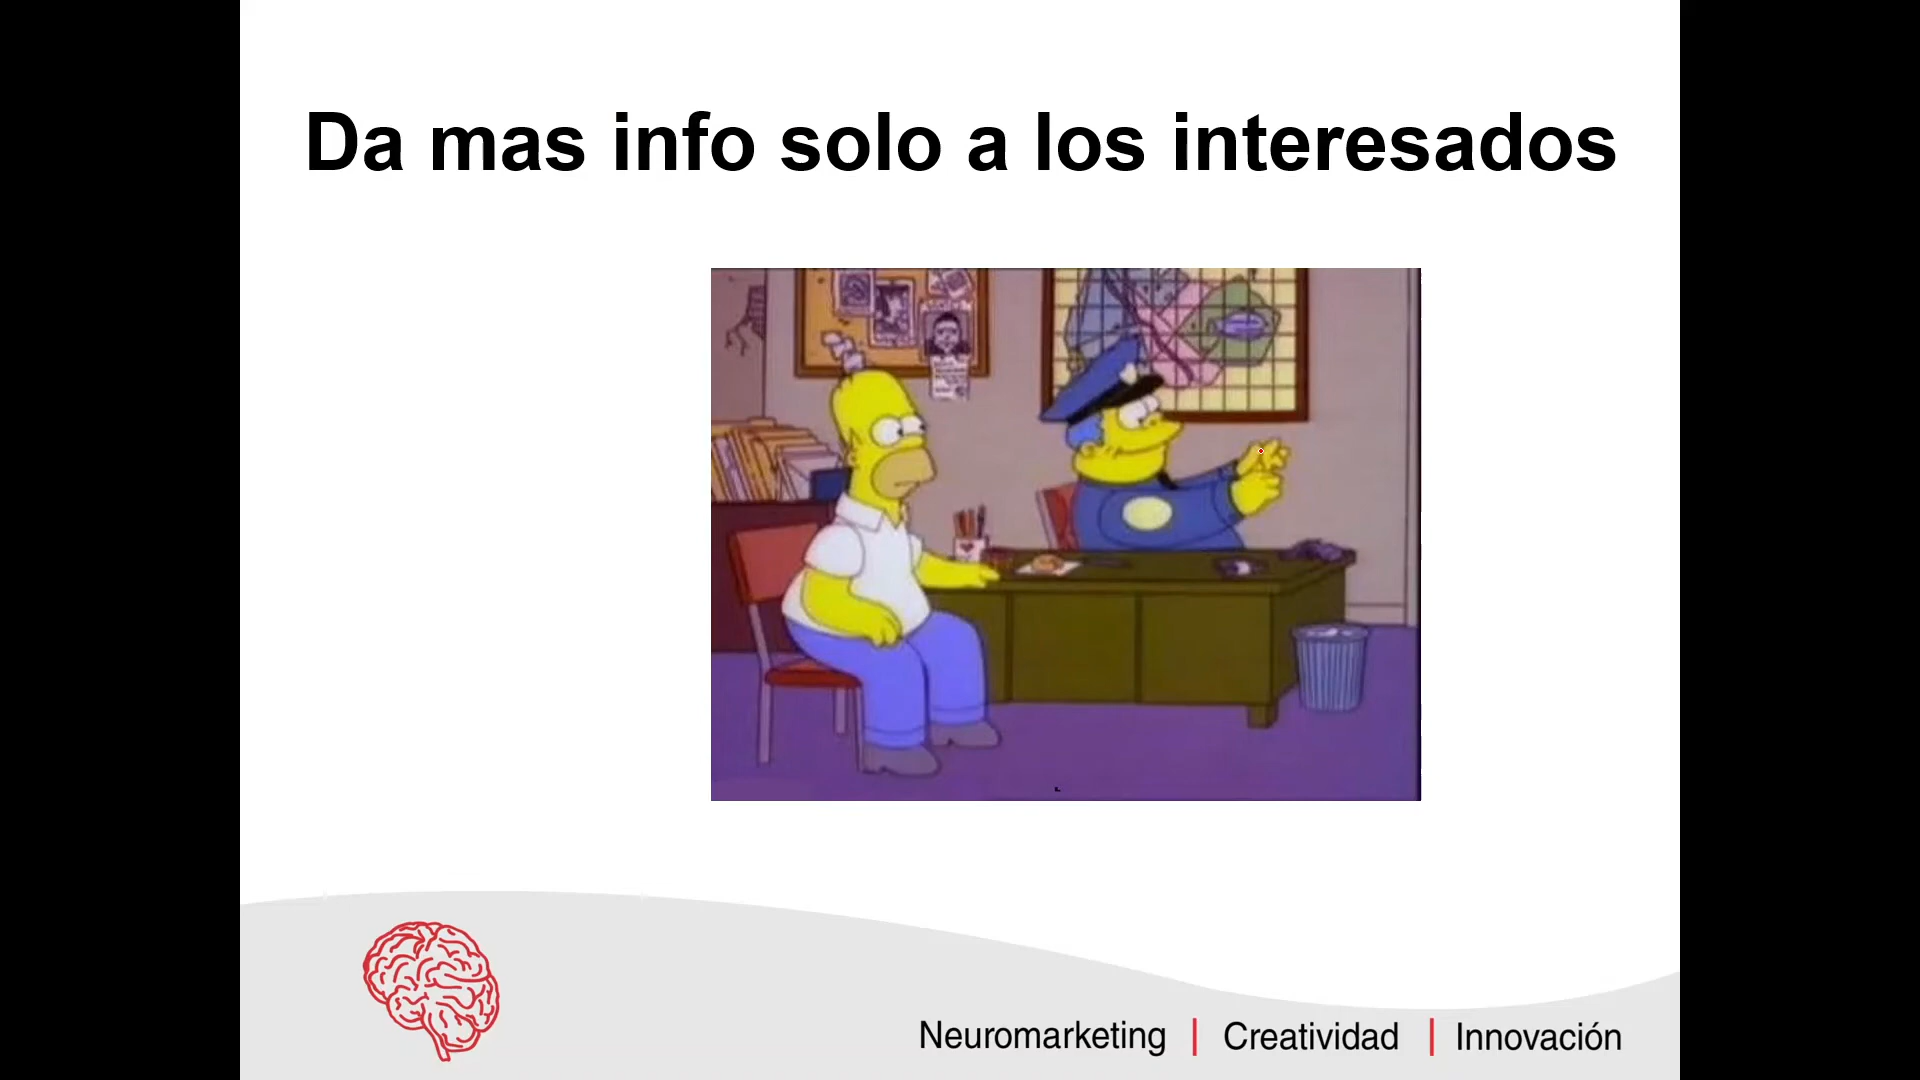 Da mas info solo a los interesados
Neuromarketing | Creatividad | Innovación